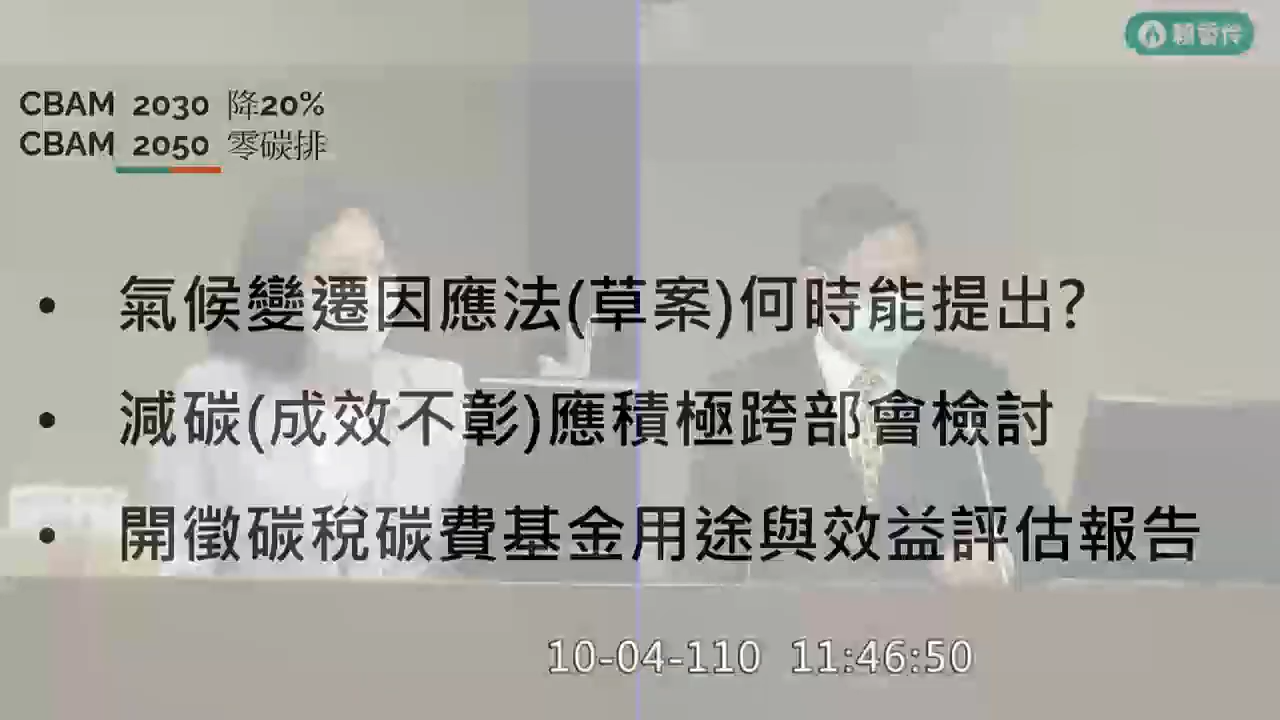 賴香伶
CBAM 2030 降20%
CBAM 2050 零碳排
• 氣候變遷因應法(草案)何時能提出?
• 減碳(成效不彰)應積極跨部會檢討
• 開徵碳稅碳費基金用途與效益評估報告
10-04-110 11:46:50